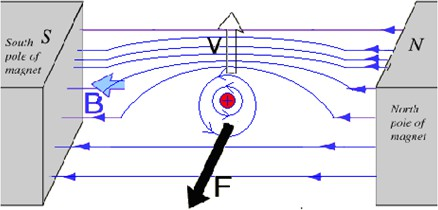 S
South
pole of
magnet
V
N
B
North
pole of
magnet
F